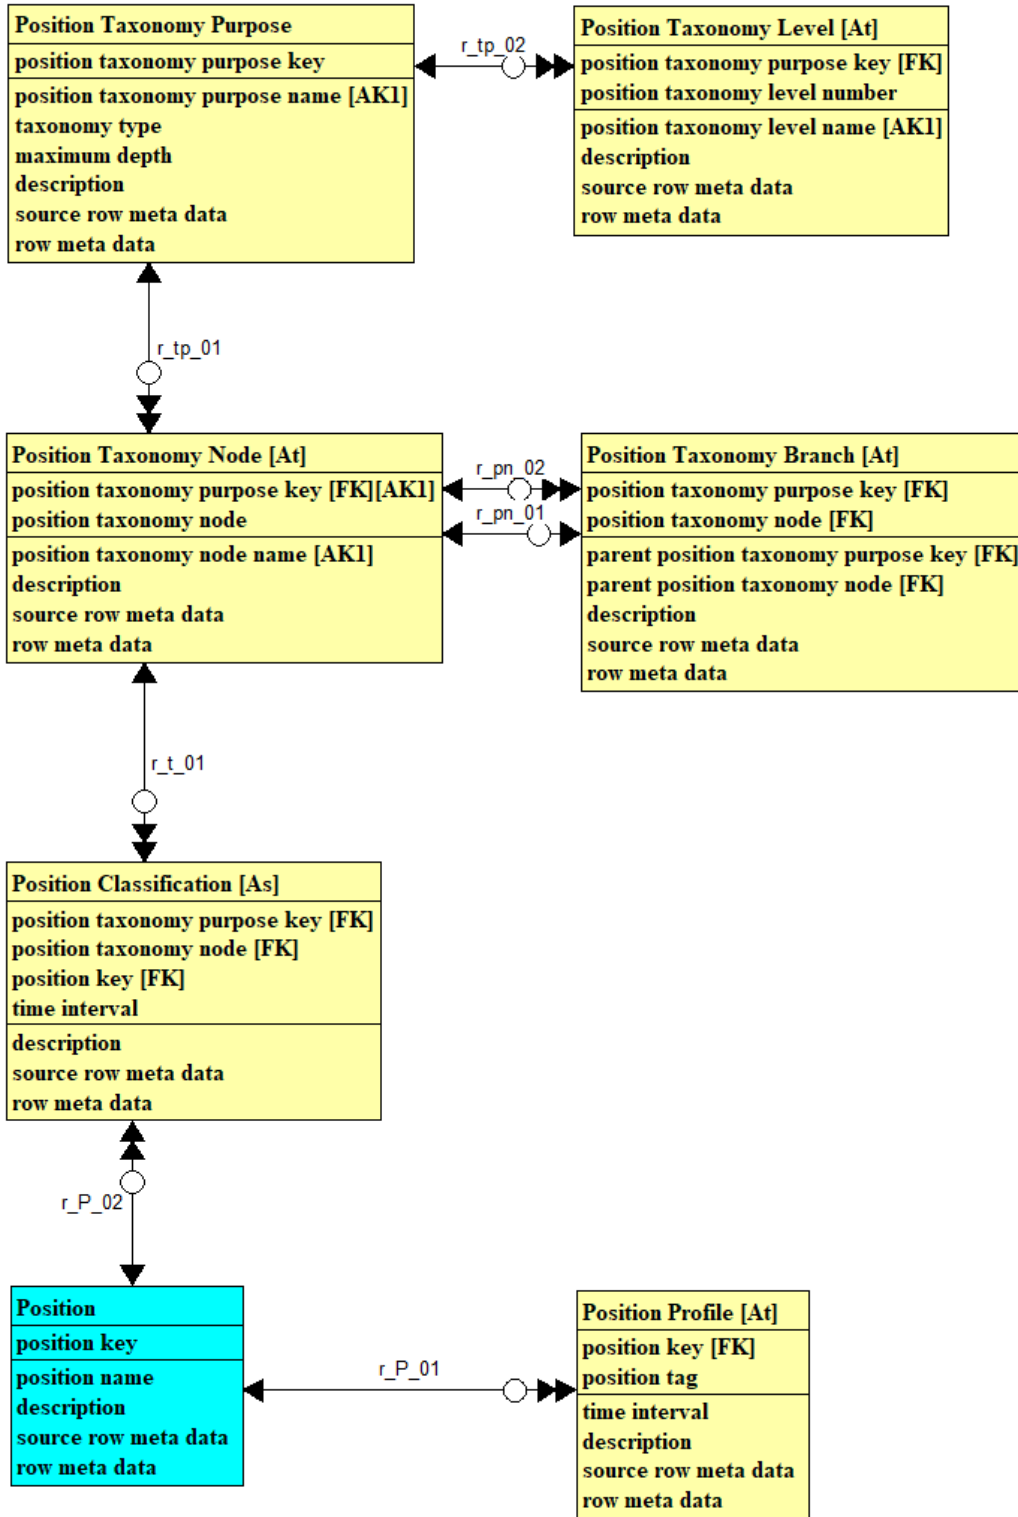 Position Taxonomy Purpose
position taxonomy purpose key
position taxonomy purpose name [AK1]
taxonomy type
maximum depth
description
source row meta data
row meta data
r_tp_02
Position Taxonomy Level [At]
position taxonomy purpose key [FK]
position taxonomy level number
position taxonomy level name [AK1]
description
source row meta data
row meta data
r_tp_01
Position Taxonomy Node [At]
position taxonomy purpose key [FK][AK1]
position taxonomy node
position taxonomy node name [AK1]
description
source row meta data
row meta data
r_pn_02
r_pn_01
Position Taxonomy Branch [At]
position taxonomy purpose key [FK]
position taxonomy node [FK]
parent position taxonomy purpose key [FK]
parent position taxonomy node [FK]
description
source row meta data
row meta data
r_t_01
Position Classification [As]
position taxonomy purpose key [FK]
position taxonomy node [FK]
position key [FK]
time interval
description
source row meta data
row meta data
r_P_02
Position
position key
position name
description
source row meta data
row meta data
r_P_01
Position Profile [At]
position key [FK]
position tag
time interval
description
source row meta data
row meta data